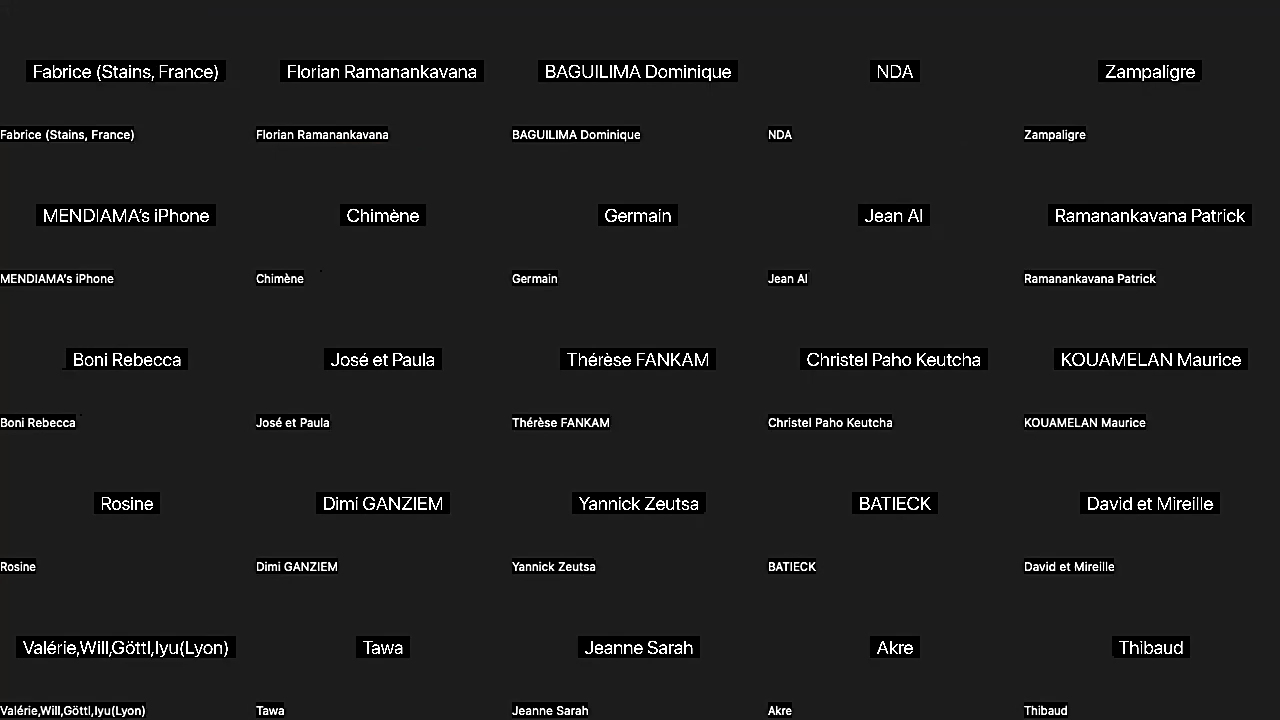 Fabrice (Stains, France)
Florian Ramanankavana
BAGUILIMA Dominique
NDA
Zampaligre
Fabrice (Stains, France)
Florian Ramanankavana
BAGUILIMA Dominique
NDA
Zampaligre
MENDIAMA's iPhone
Chimène
Germain
Jean Al
Ramanankavana Patrick
MENDIAMA's iPhone
Chimène
Germain
Jean Al
Ramanankavana Patrick
Boni Rebecca
José et Paula
Thérèse FANKAM
Christel Paho Keutcha
KOUAMELAN Maurice
Boni Rebecca
José et Paula
Thérèse FANKAM
Christel Paho Keutcha
KOUAMELAN Maurice
Rosine
Dimi GANZIEM
Yannick Zeutsa
BATIECK
David et Mireille
Rosine
Dimi GANZIEM
Yannick Zeutsa
BATIECK
David et Mireille
Valérie,Will,Göttl,Iyu(Lyon)
Tawa
Jeanne Sarah
Akre
Thibaud
Valérie,Will,Göttl,Iyu(Lyon)
Tawa
Jeanne Sarah
Akre
Thibaud